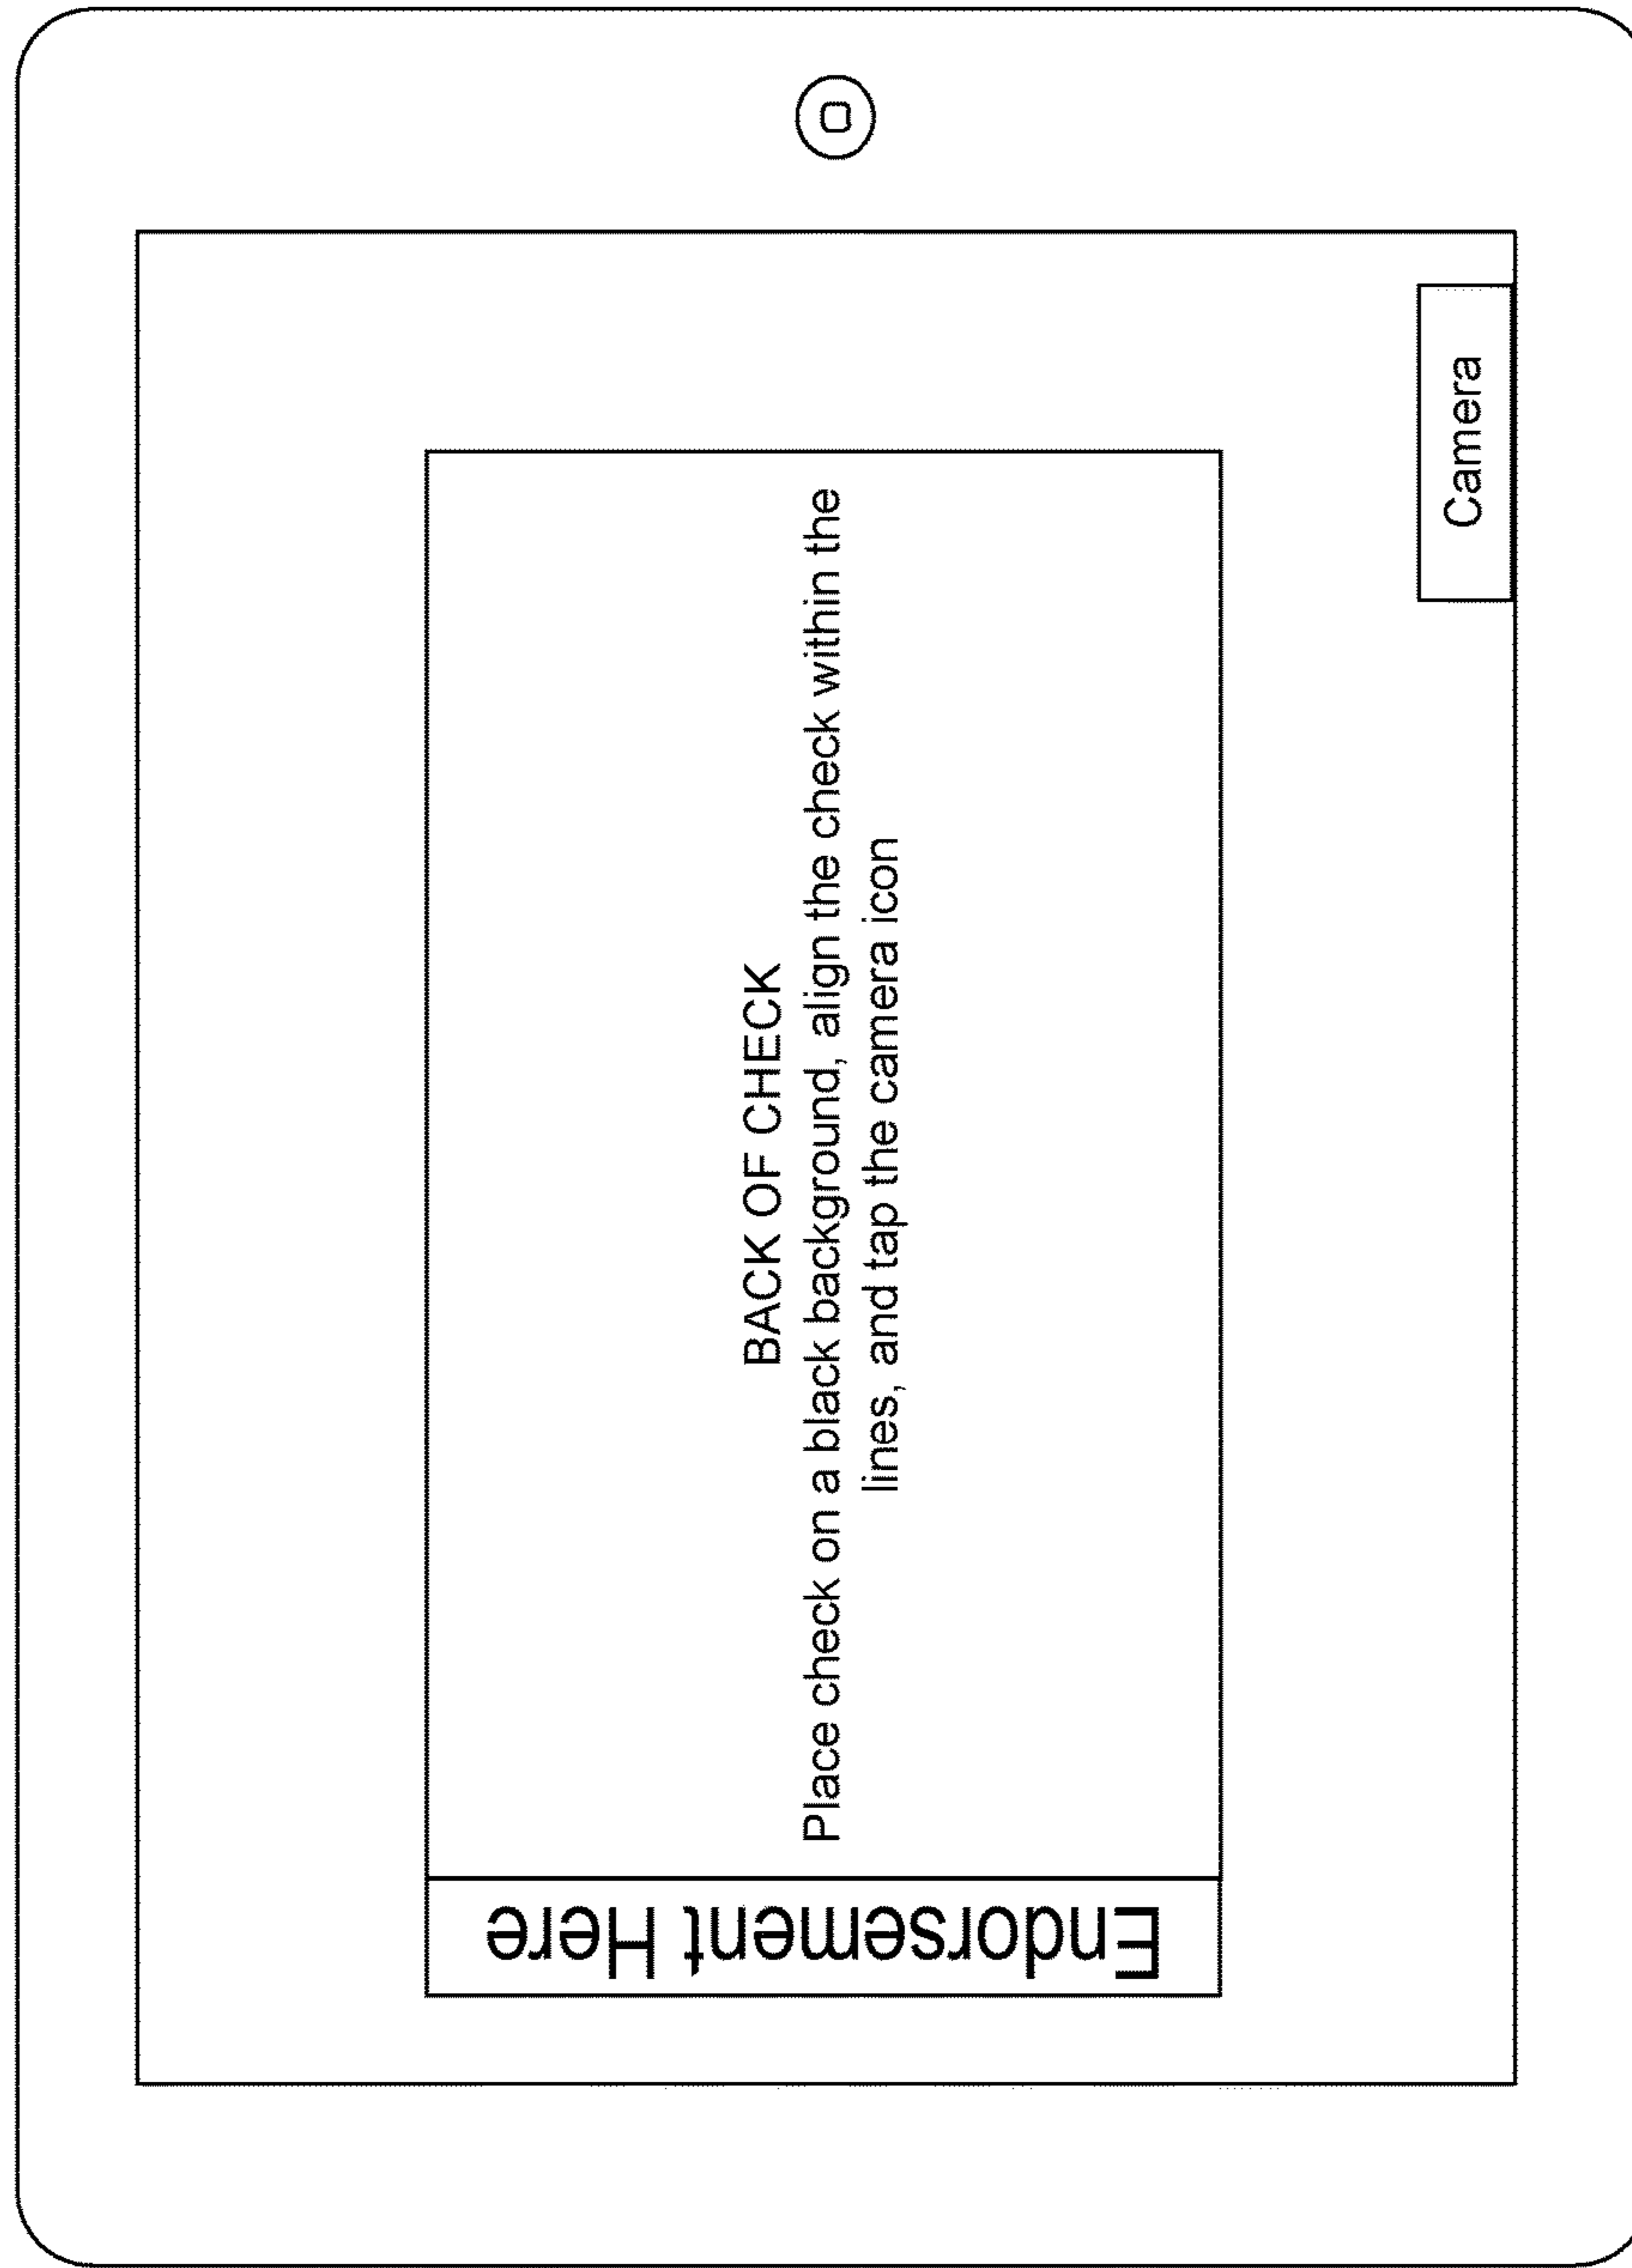 BACK OF CHECK
Place check on a black background, align the check within the
lines, and tap the camera icon
Endorsement Here
Camera